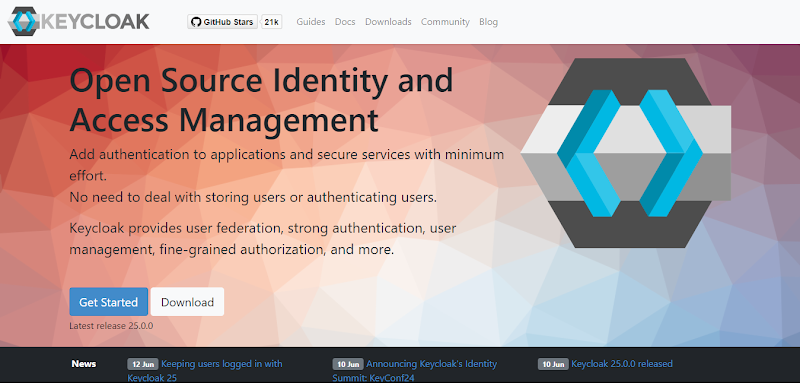 KEYCLOAK
GitHub Stars 21k Guides Docs Downloads Community Blog
Open Source Identity and
Access Management
Add authentication to applications and secure services with minimum
effort.
No need to deal with storing users or authenticating users.
Keycloak provides user federation, strong authentication, user
management, fine-grained authorization, and more.
Get Started Download
Latest release 25.0.0
News
12 Jun Keeping users logged in with
Keycloak 25
10 Jun Announcing Keycloak's Identity
Summit: KeyConf24
10 Jun Keycloak 25.0.0 released